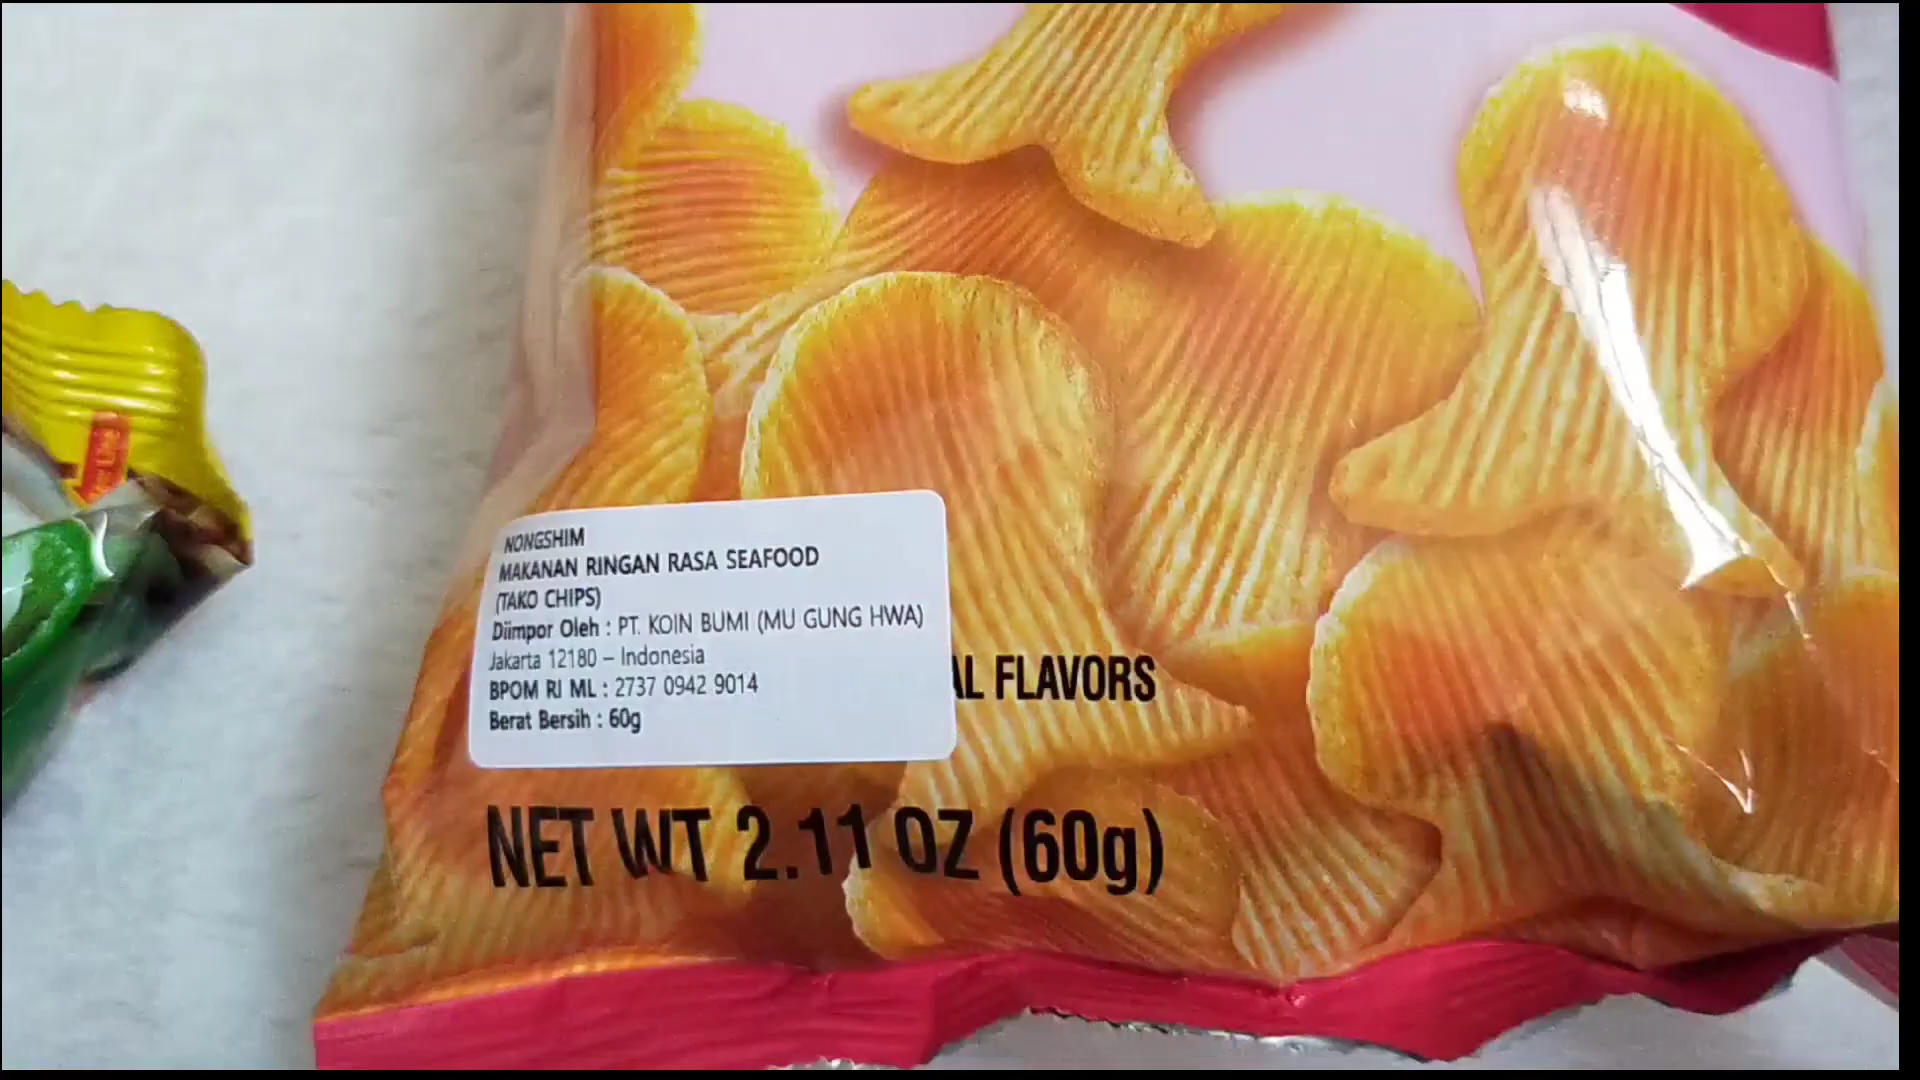 NONGSHIM
MAKANAN RINGAN RASA SEAFOOD
(TAKO CHIPS)
Diimpor Oleh : PT. KOIN BUMI (MU GUNG HWA)
Jakarta 12180 – Indonesia
BPOM RI ML : 2737 0942 9014
Berat Bersih : 60g
AL FLAVORS
NET WT 2.11 OZ (60g)